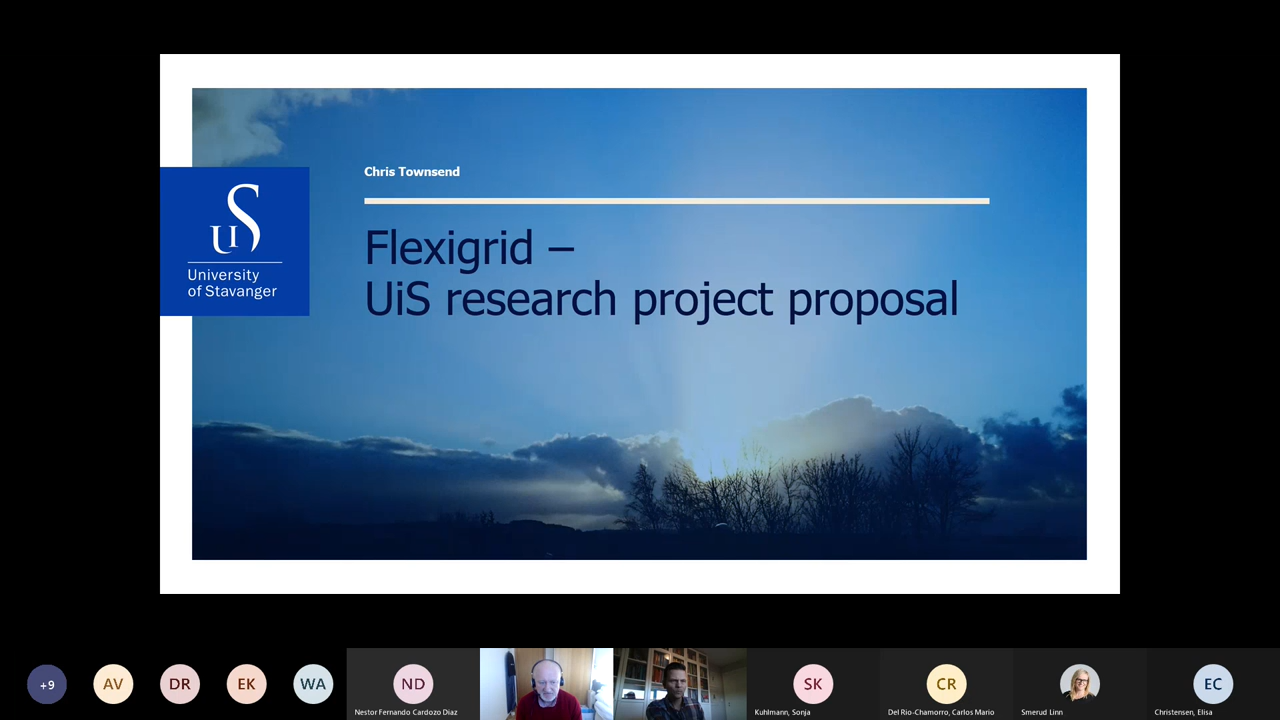 Chris Townsend
uiS
University
of Stavanger
Flexigrid –
UiS research project proposal
+9
AV
DR
EK
WA
ND
Nestor Fernando Cardozo Diaz
SK
Kuhlmann, Sonja
CR
Del Rio-Chamorro, Carlos Mario
Smerud Linn
EC
Christensen, Elisa